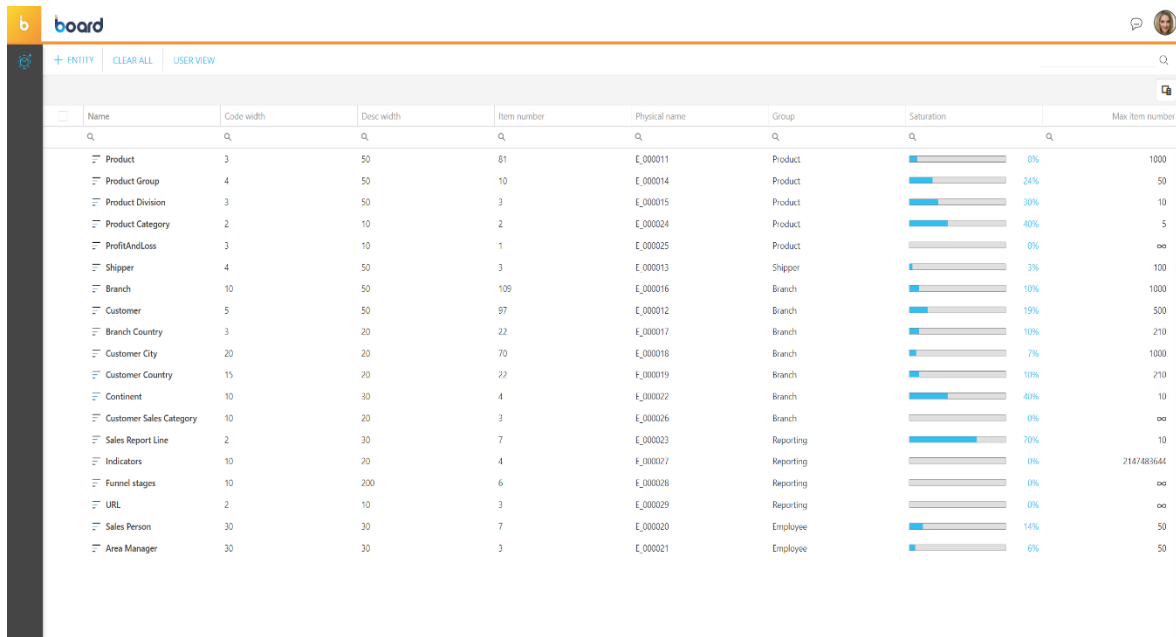 b board
+ ENTITY CLEAR ALL USER VIEW
Name Code width Desc width Item number Physical name Group Saturation Max item number
Product 3 50 81 E_000011 Product 8% 1000
Product Group 4 50 10 E_000014 Product 24% 50
Product Division 3 50 3 E_000015 Product 30% 10
Product Category 2 10 2 E_000024 Product 40% 5
ProfitAndLoss 3 10 1 E_000025 Product 0% ∞
Shipper 4 50 3 E_000013 Shipper 3% 100
Branch 10 50 109 E_000016 Branch 10% 1000
Customer 5 50 97 E_000012 Branch 19% 500
Branch Country 3 20 22 E_000017 Branch 10% 210
Customer City 20 20 70 E_000018 Branch 7% 1000
Customer Country 15 20 22 E_000019 Branch 10% 210
Continent 10 30 4 E_000022 Branch 40% 10
Customer Sales Category 10 20 3 E_000026 Branch 0% ∞
Sales Report Line 2 30 7 E_000023 Reporting 70% 10
Indicators 10 20 4 E_000027 Reporting 0% 2147483644
Funnel stages 10 200 6 E_000028 Reporting 0% ∞
URL 2 10 3 E_000029 Reporting 0% ∞
Sales Person 30 30 7 E_000020 Employee 14% 50
Area Manager 30 30 3 E_000021 Employee 6% 50